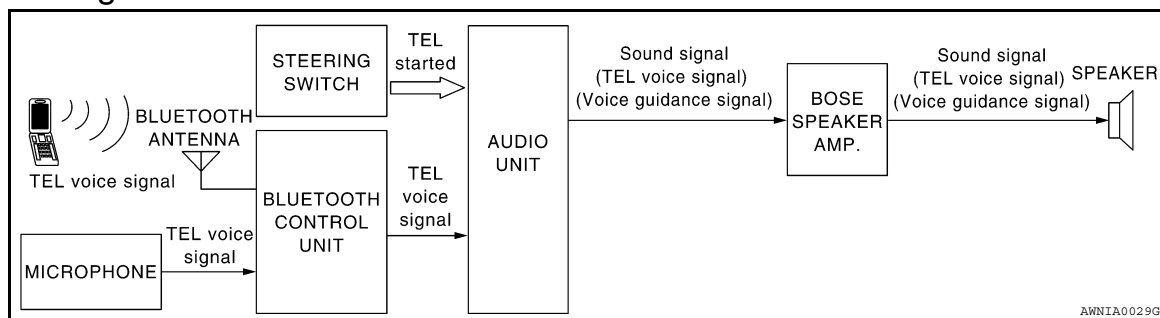 STEERING
SWITCH
TEL
started
BLUETOOTH
ANTENNA
TEL voice signal
BLUETOOTH
CONTROL
UNIT
TEL
voice
signal
MICROPHONE
TEL voice
signal
AUDIO
UNIT
Sound signal
(TEL voice signal)
(Voice guidance signal)
BOSE
SPEAKER
AMP.
Sound signal
(TEL voice signal)
(Voice guidance signal)
SPEAKER
AWNIA0029G